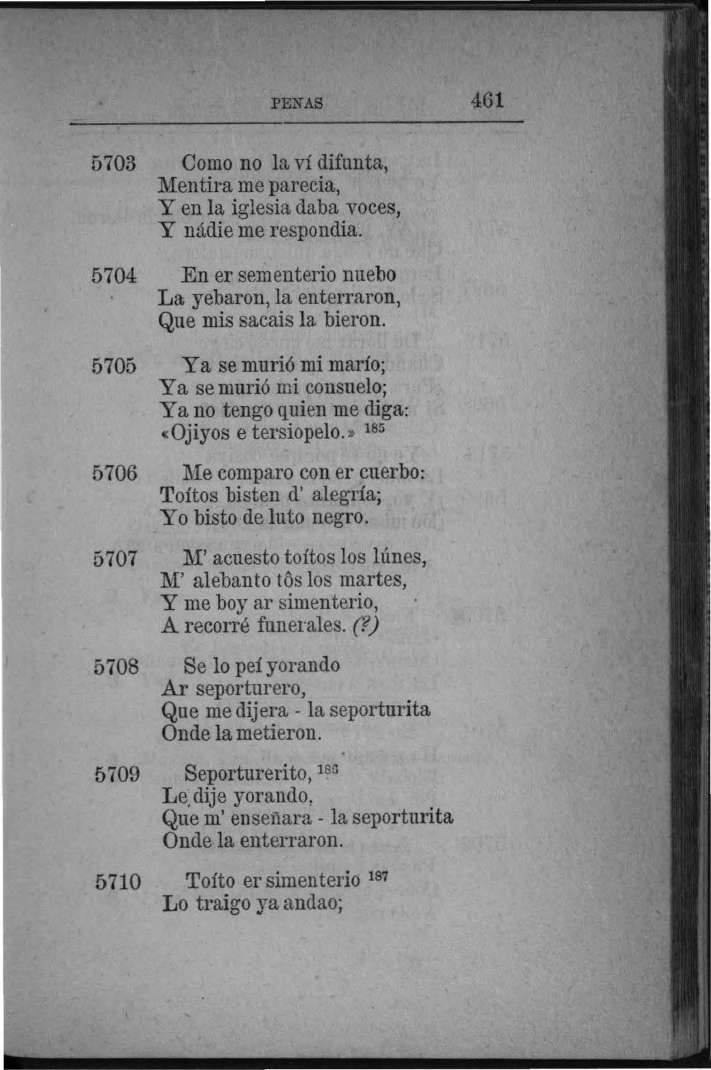 PENAS 461
5703 Como no la ví difunta,
Mentira me parecia,
Y en la iglesia daba voces,
Y nádie me respondia.
5704 En er sementerio nuebo
La yebaron, la enterraron,
Que mis sacais la bieron.
5705 Ya se murió mi marío;
Ya se murió mi consuelo;
Ya no tengo quien me diga:
«Ojiyos e tersiopelo.» 185
5706 Me comparo con er cuerbo:
Toítos bisten d' alegría;
Yo bisto de luto negro.
5707 M' acuesto toítos los lúnes,
M' alebanto tôs los martes,
Y me boy ar simenterio,
A recorré funerales. (?)
5708 Se lo peí yorando
Ar seporturero,
Que me dijera - la seporturita
Onde la metieron.
5709 Seporturerito, 186
Le dije yorando,
Que m' enseñara - la seporturita
Onde la enterraron.
5710 Toíto er simenterio 187
Lo traigo ya andao;